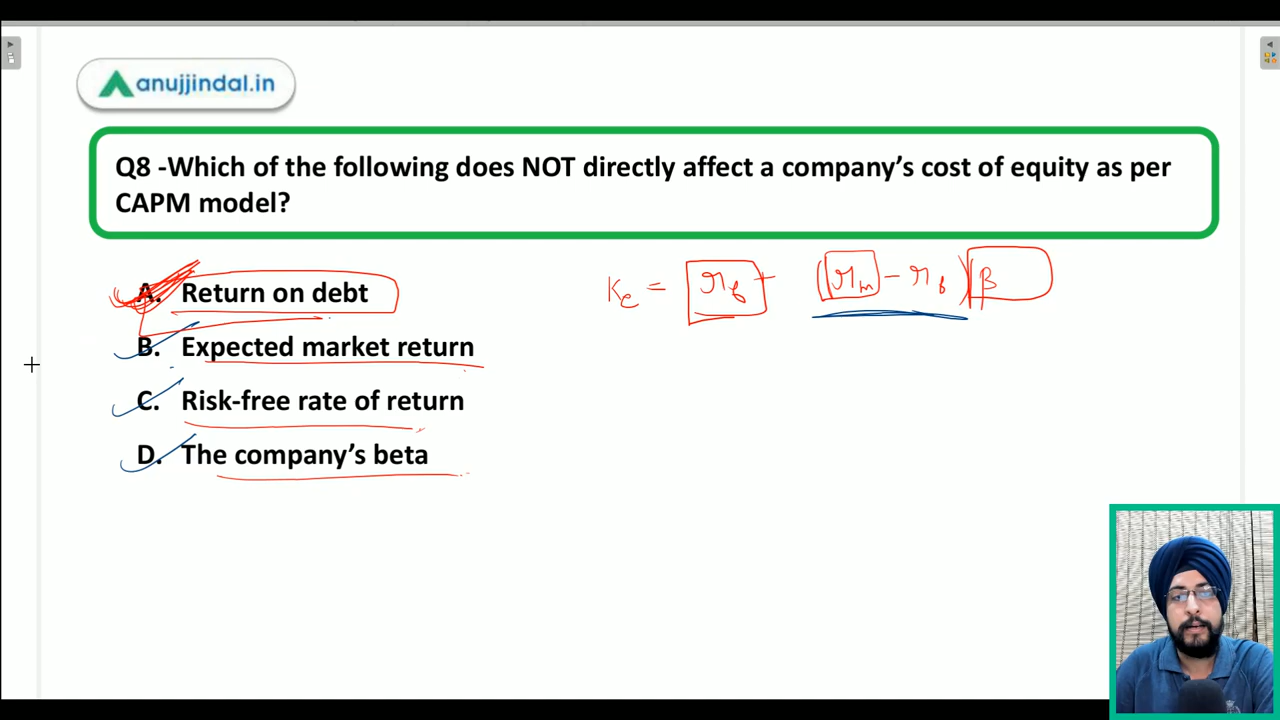 anujjindal.in
Q8 -Which of the following does NOT directly affect a company's cost of equity as per
CAPM model?
A. Return on debt
Ke = rf + (rm - rf) β
B. Expected market return
C. Risk-free rate of return
D. The company's beta